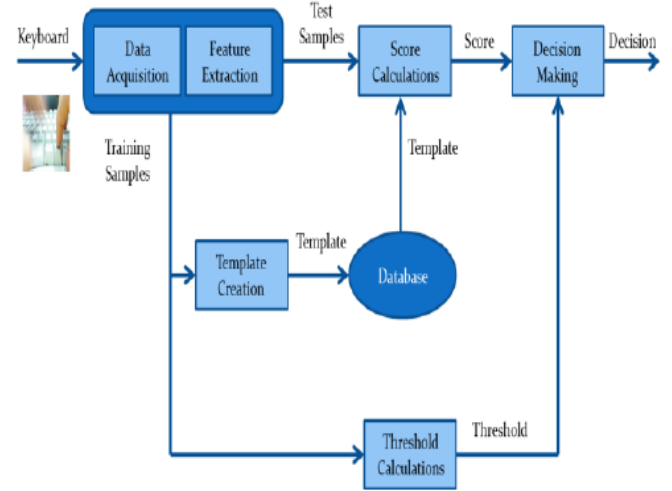 Keyboard
Data
Acquisition
Feature
Extraction
Test
Samples
Score
Calculations
Score
Decision
Making
Decision
Training
Samples
Template
Template
Creation
Template
Database
Threshold
Calculations
Threshold